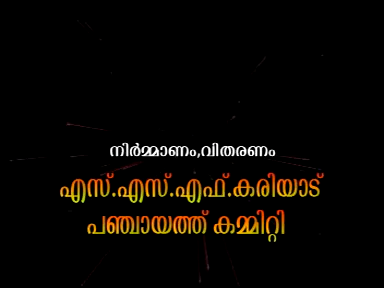 നിർമ്മാണം,വിതരണം
എസ്.എസ്.എഫ്.കരിയാട്
പഞ്ചായത്ത് കമ്മിറ്റി